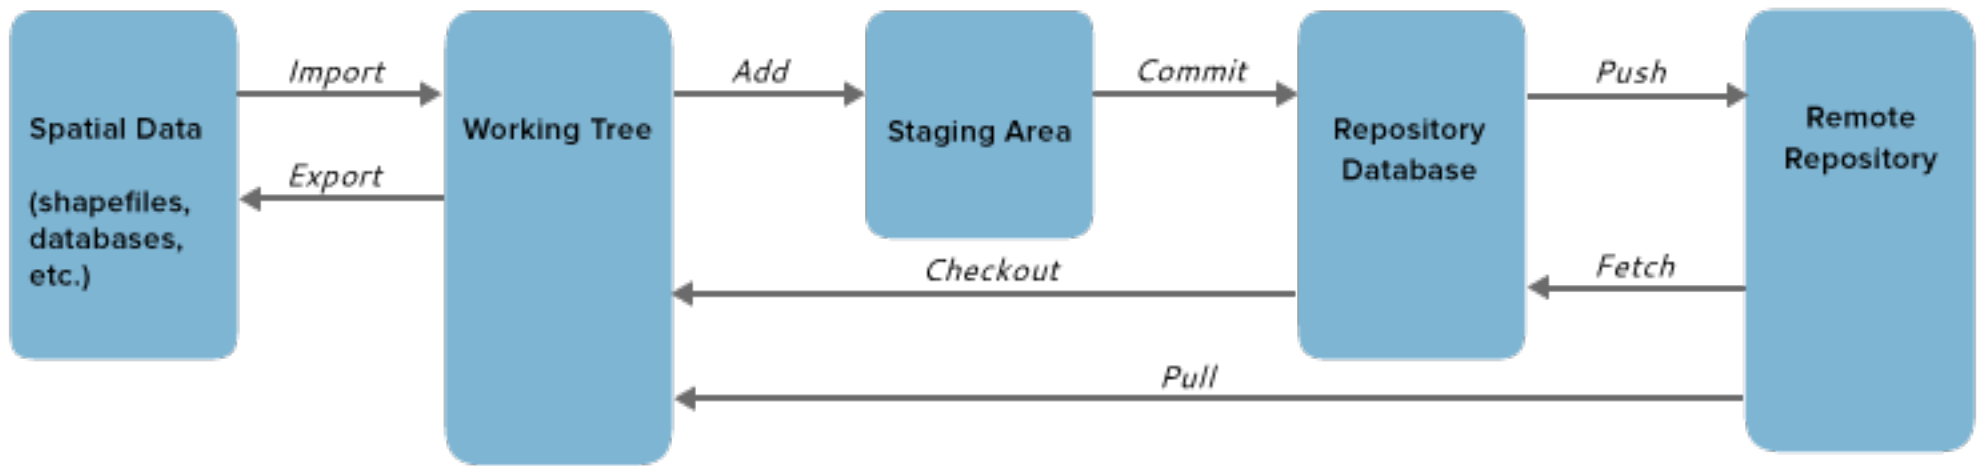 Import
Add
Commit
Push
Spatial Data
(shapefiles,
databases,
etc.)
Export
Working Tree
Staging Area
Repository
Database
Remote
Repository
Checkout
Fetch
Pull